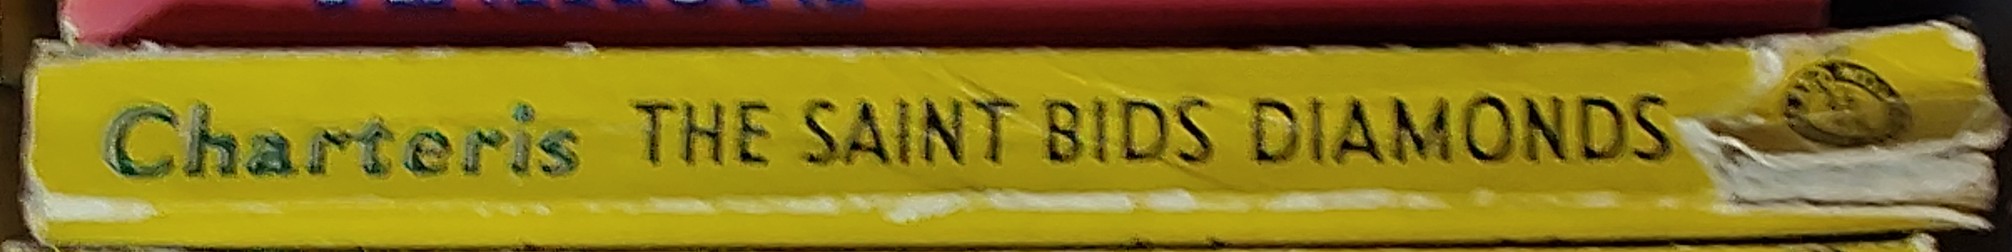 Charteris THE SAINT BIDS DIAMONDS